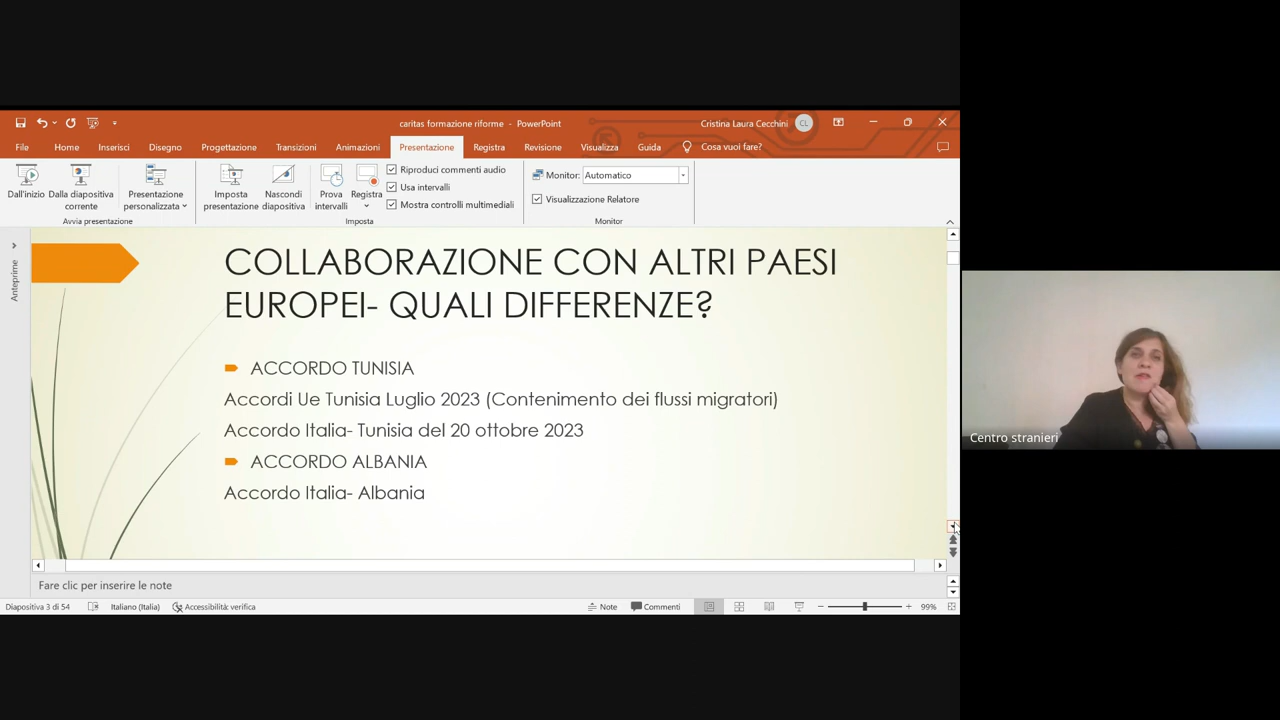 caritas formazione riforme - PowerPoint
Cristina Laura Cecchini
CL
File Home Inserisci Disegno Progettazione Transizioni Animazioni Presentazione Registra Revisione Visualizza Guida Cosa vuoi fare?
Dall'inizio
Dalla diapositiva corrente
Presentazione personalizzata
Avvia presentazione
Imposta presentazione
Nascondi diapositiva
Prova intervalli
Registra
Riproduci commenti audio
Usa intervalli
Mostra controlli multimediali
Imposta
Monitor: Automatico
Visualizzazione Relatore
Monitor
Anteprime
COLLABORAZIONE CON ALTRI PAESI
EUROPEI- QUALI DIFFERENZE?
ACCORDO TUNISIA
Accordi Ue Tunisia Luglio 2023 (Contenimento dei flussi migratori)
Accordo Italia- Tunisia del 20 ottobre 2023
ACCORDO ALBANIA
Accordo Italia- Albania
Fare clic per inserire le note
Diapositiva 3 di 54 Italiano (Italia) Accessibilità: verifica Note Commenti 99%
Centro stranieri